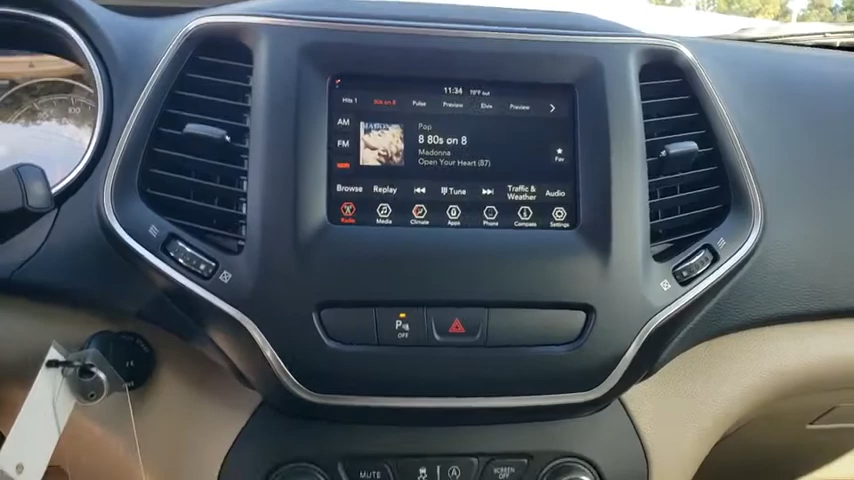 11:34 78°F out
Hits 1 80s on 8 Pulse Preview Elvis Preview
AM
FM
Pop
8 80s on 8
Madonna
Open Your Heart ('87)
Fav
Browse Replay Tune Traffic & Weather Audio
Radio Media Climate Apps Phone Compass Settings
P OFF
MUTE
A
SCREEN OFF